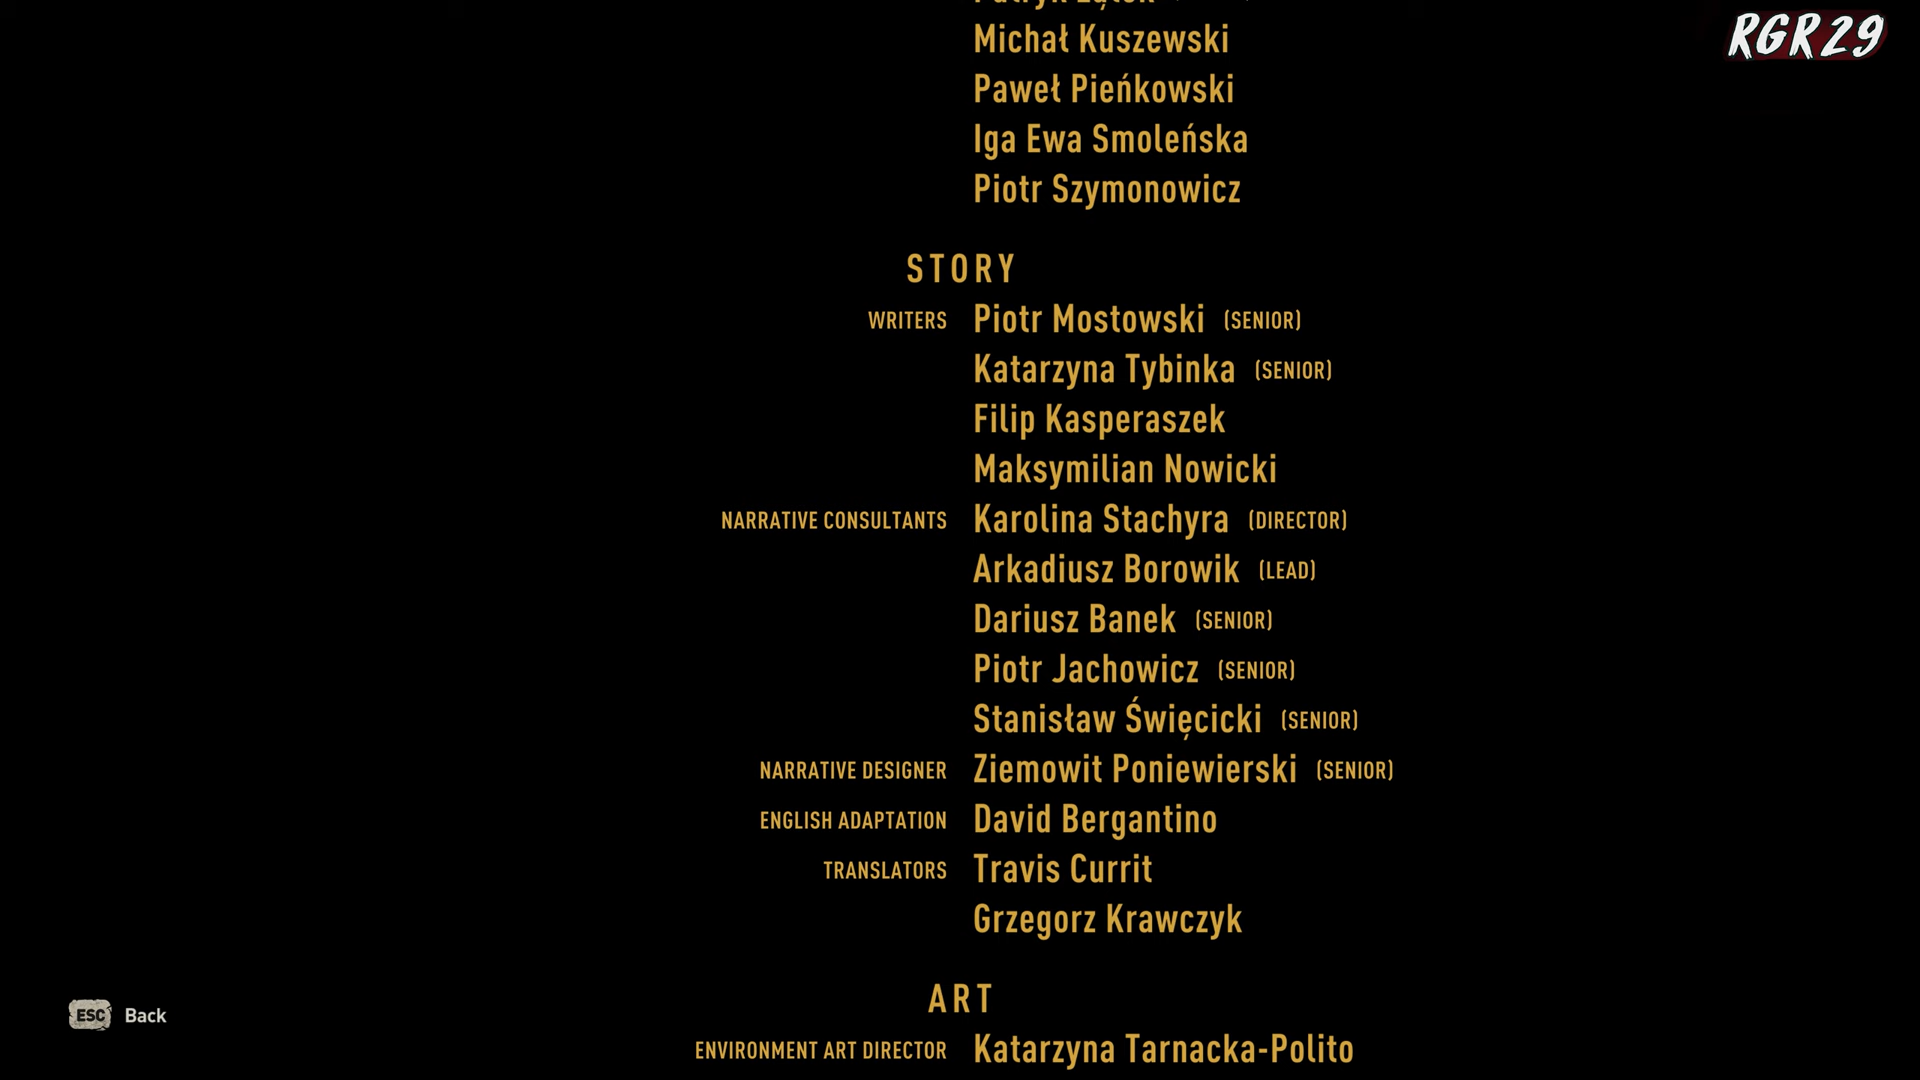 RGR29
Michał Kuszewski
Paweł Pieńkowski
Iga Ewa Smoleńska
Piotr Szymonowicz
STORY
WRITERS Piotr Mostowski (SENIOR)
Katarzyna Tybinka (SENIOR)
Filip Kasperaszek
Maksymilian Nowicki
NARRATIVE CONSULTANTS Karolina Stachyra (DIRECTOR)
Arkadiusz Borowik (LEAD)
Dariusz Banek (SENIOR)
Piotr Jachowicz (SENIOR)
Stanisław Święcicki (SENIOR)
NARRATIVE DESIGNER Ziemowit Poniewierski (SENIOR)
ENGLISH ADAPTATION David Bergantino
TRANSLATORS Travis Currit
Grzegorz Krawczyk
ART
ESC Back
ENVIRONMENT ART DIRECTOR Katarzyna Tarnacka-Polito